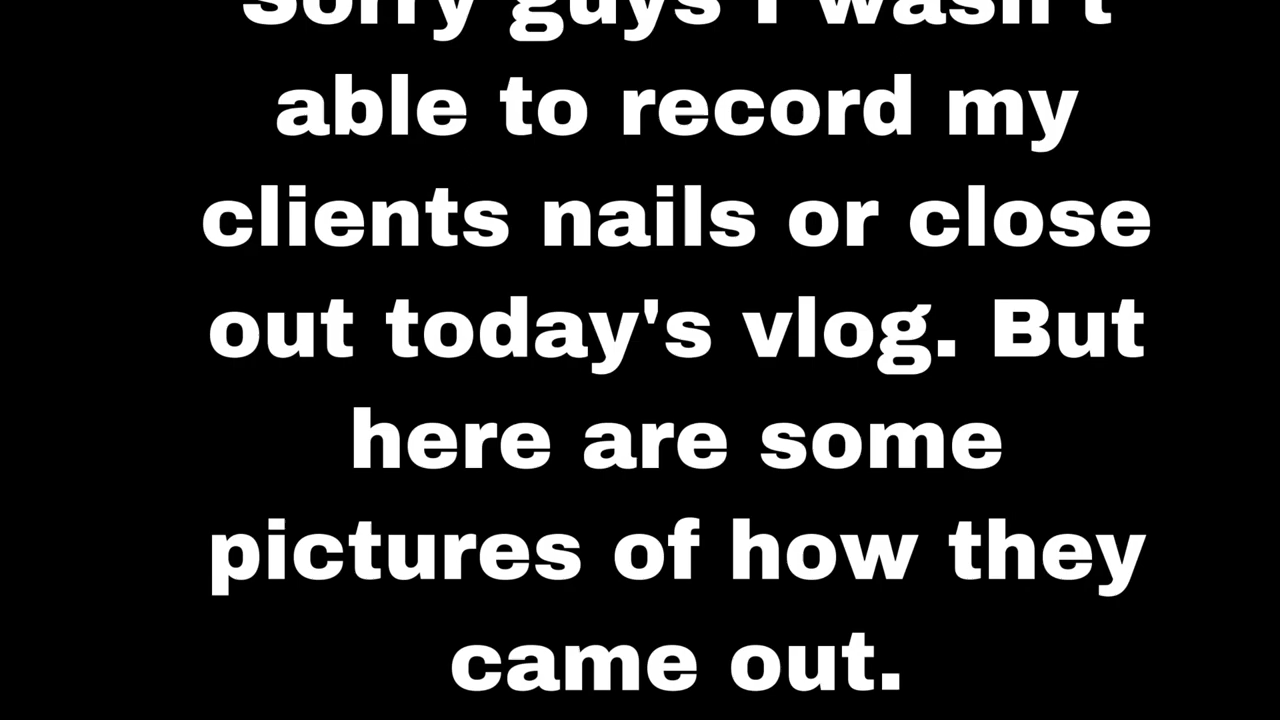 Sorry guys I wasn't
able to record my
clients nails or close
out today's vlog. But
here are some
pictures of how they
came out.